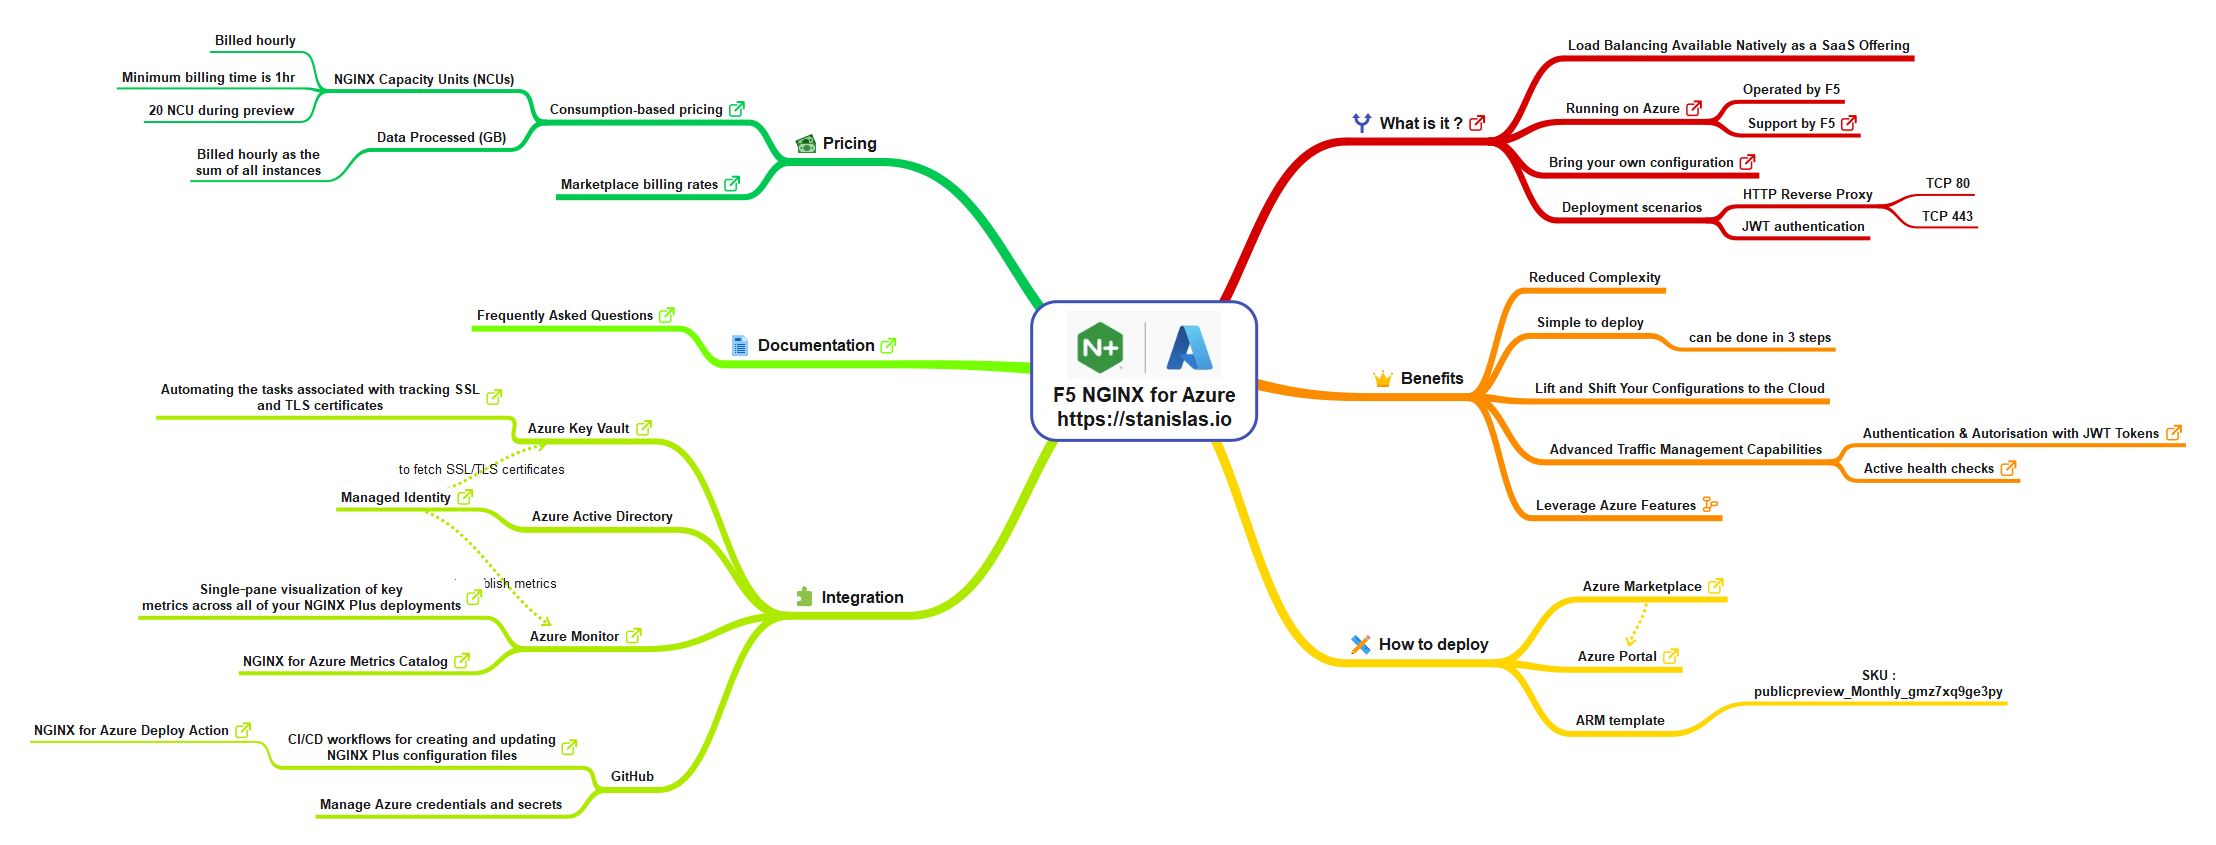 N+
F5 NGINX for Azure
https://stanislas.io
What is it ?
Load Balancing Available Natively as a SaaS Offering
Running on Azure
Operated by F5
Support by F5
Bring your own configuration
Deployment scenarios
HTTP Reverse Proxy
TCP 80
TCP 443
JWT authentication
Benefits
Reduced Complexity
Simple to deploy
can be done in 3 steps
Lift and Shift Your Configurations to the Cloud
Advanced Traffic Management Capabilities
Authentication & Autorisation with JWT Tokens
Active health checks
Leverage Azure Features
How to deploy
Azure Marketplace
Azure Portal
ARM template
SKU :
publicpreview_Monthly_gmz7xq9ge3py
Pricing
Consumption-based pricing
NGINX Capacity Units (NCUs)
Billed hourly
Minimum billing time is 1hr
20 NCU during preview
Data Processed (GB)
Billed hourly as the
sum of all instances
Marketplace billing rates
Documentation
Frequently Asked Questions
Integration
Azure Key Vault
Automating the tasks associated with tracking SSL
and TLS certificates
to fetch SSL/TLS certificates
Azure Active Directory
Managed Identity
metrics
Azure Monitor
Single-pane visualization of key
metrics across all of your NGINX Plus deployments
NGINX for Azure Metrics Catalog
GitHub
CI/CD workflows for creating and updating
NGINX Plus configuration files
NGINX for Azure Deploy Action
Manage Azure credentials and secrets